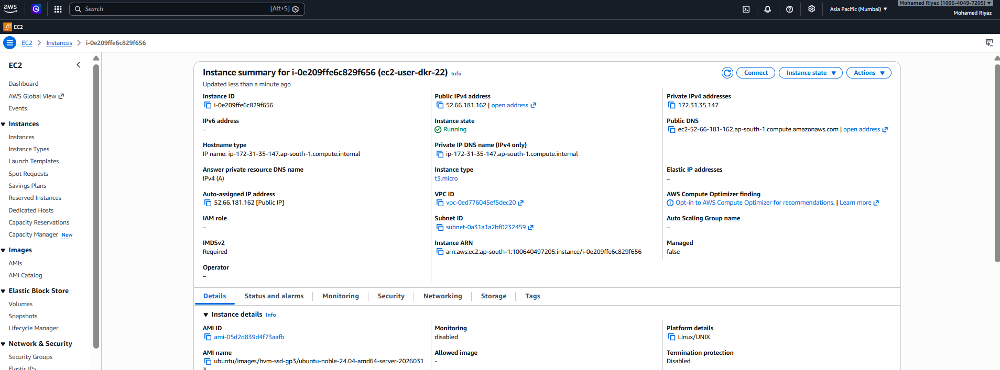 aws
Search
[Alt+S]
Asia Pacific (Mumbai)
Mohamed Riyaz (1006-4049-7205)
Mohamed Riyaz
EC2
EC2
Instances
i-0e209ffe6c829f656
EC2
Dashboard
AWS Global View
Events
Instances
Instances
Instance Types
Launch Templates
Spot Requests
Savings Plans
Reserved Instances
Dedicated Hosts
Capacity Reservations
Capacity Manager New
Images
AMIs
AMI Catalog
Elastic Block Store
Volumes
Snapshots
Lifecycle Manager
Network & Security
Security Groups
Elastic IPs
Instance summary for i-0e209ffe6c829f656 (ec2-user-dkr-22) Info
Updated less than a minute ago
Connect
Instance state
Actions
Instance ID
i-0e209ffe6c829f656
Public IPv4 address
52.66.181.162 | open address
Private IPv4 addresses
172.31.35.147
IPv6 address
–
Instance state
Running
Public DNS
ec2-52-66-181-162.ap-south-1.compute.amazonaws.com | open address
Hostname type
IP name: ip-172-31-35-147.ap-south-1.compute.internal
Private IP DNS name (IPv4 only)
ip-172-31-35-147.ap-south-1.compute.internal
Answer private resource DNS name
IPv4 (A)
Instance type
t3.micro
Elastic IP addresses
–
Auto-assigned IP address
52.66.181.162 [Public IP]
VPC ID
vpc-0ed776045ef5dec20
AWS Compute Optimizer finding
Opt-in to AWS Compute Optimizer for recommendations. | Learn more
IAM role
–
Subnet ID
subnet-0a31a1a2bf0232459
Auto Scaling Group name
–
IMDSv2
Required
Instance ARN
arn:aws:ec2:ap-south-1:100640497205:instance/i-0e209ffe6c829f656
Managed
false
Operator
–
Details
Status and alarms
Monitoring
Security
Networking
Storage
Tags
Instance details Info
AMI ID
ami-05d2d839d4f73aafb
Monitoring
disabled
Platform details
Linux/UNIX
AMI name
ubuntu/images/hvm-ssd-gp3/ubuntu-noble-24.04-amd64-server-2026031
3
Allowed image
-
Termination protection
Disabled